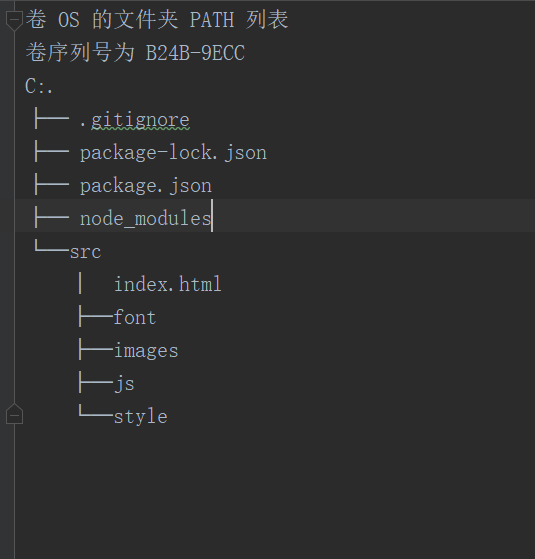 卷 OS 的文件夹 PATH 列表
卷序列号为 B24B-9ECC
C:.
├── .gitignore
├── package-lock.json
├── package.json
├── node_modules
└──src
    │  index.html
    ├──font
    ├──images
    ├──js
    └──style